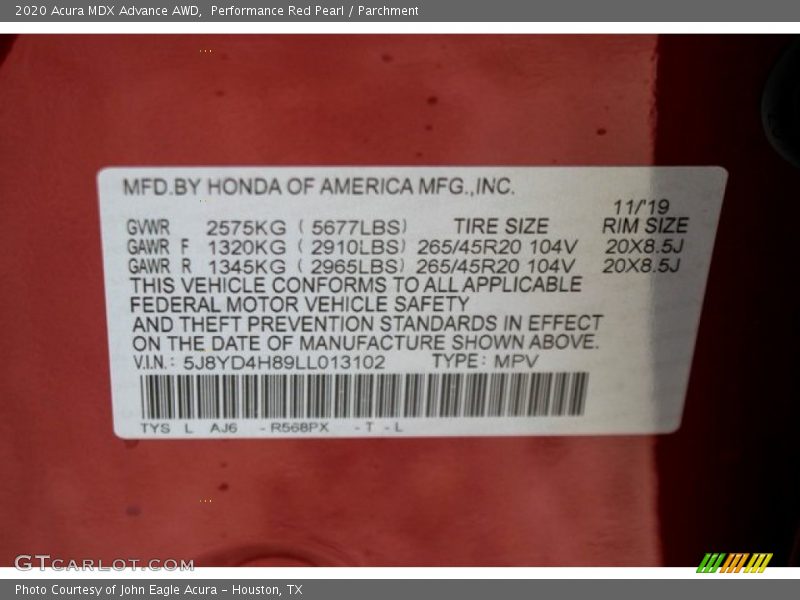 2020 Acura MDX Advance AWD,  Performance Red Pearl / Parchment
MFD.BY HONDA OF AMERICA MFG.,INC.
11/'19
GVWR 2575KG ( 5677LBS) TIRE SIZE RIM SIZE
GAWR F 1320KG ( 2910LBS) 265/45R20 104V 20X8.5J
GAWR R 1345KG ( 2965LBS) 265/45R20 104V 20X8.5J
THIS VEHICLE CONFORMS TO ALL APPLICABLE
FEDERAL MOTOR VEHICLE SAFETY
AND THEFT PREVENTION STANDARDS IN EFFECT
ON THE DATE OF MANUFACTURE SHOWN ABOVE.
V.I.N.: 5J8YD4H89LL013102 TYPE: MPV
TYS L AJ6 - R568PX - T - L
GTCARLOT.COM
Photo Courtesy of John Eagle Acura – Houston, TX